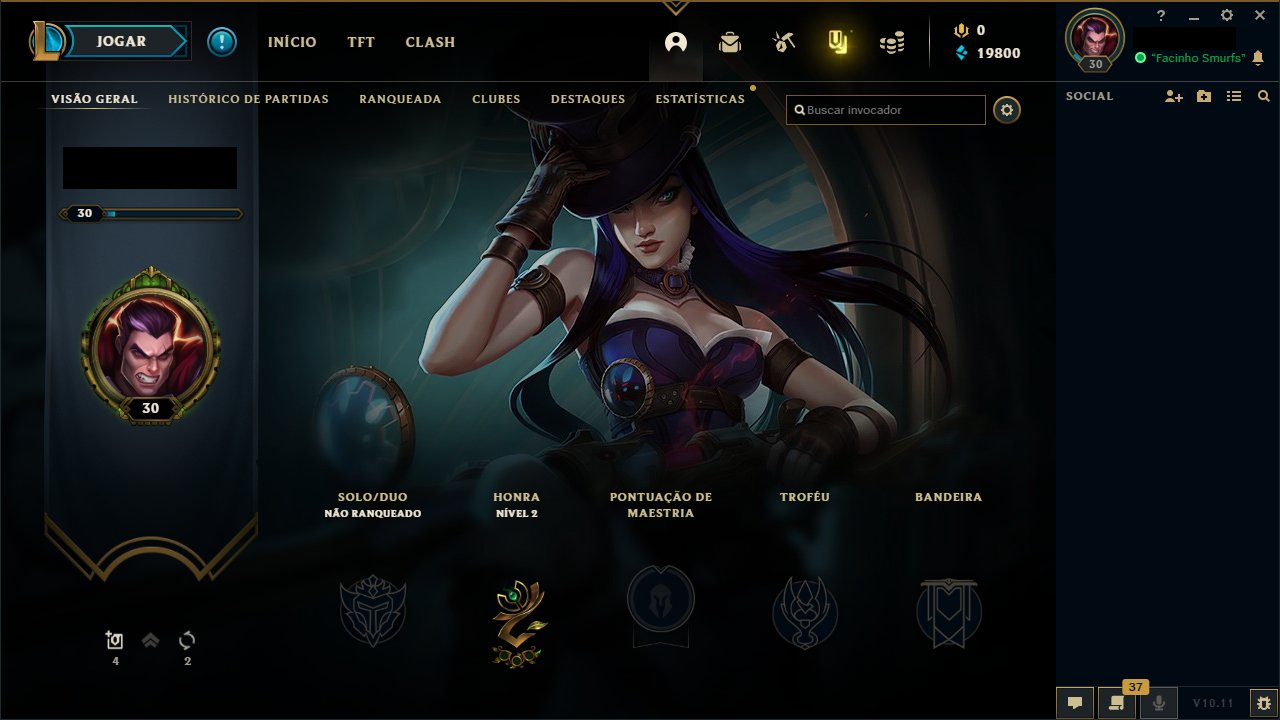 JOGAR
INÍCIO TFT CLASH
0
19800
?
30
"Facinho Smurfs"
VISÃO GERAL HISTÓRICO DE PARTIDAS RANQUEADA CLUBES DESTAQUES ESTATÍSTICAS
Buscar invocador
SOCIAL
30
30
SOLO/DUO
NÃO RANQUEADO
HONRA
NÍVEL 2
PONTUAÇÃO DE
MAESTRIA
TROFÉU
BANDEIRA
4
2
37
V10.11